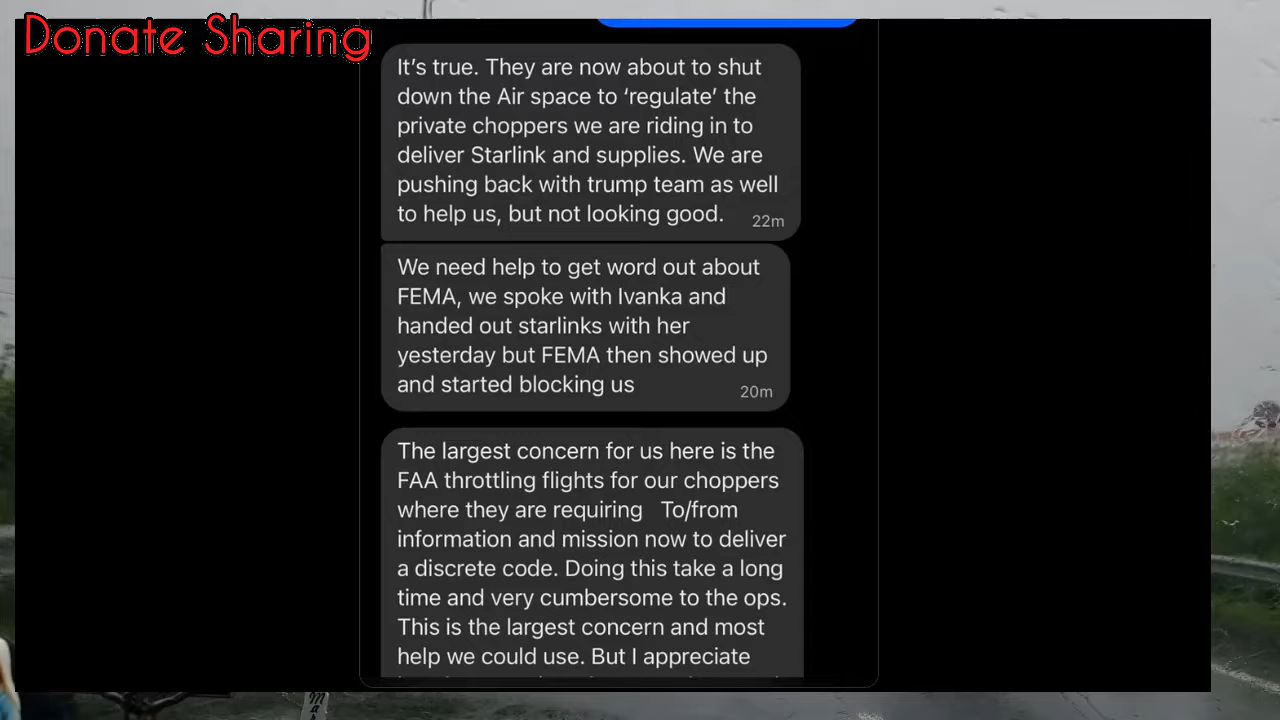 Donate Sharing
It’s true. They are now about to shut
down the Air space to ‘regulate’ the
private choppers we are riding in to
deliver Starlink and supplies. We are
pushing back with trump team as well
to help us, but not looking good.
22m
We need help to get word out about
FEMA, we spoke with Ivanka and
handed out starlinks with her
yesterday but FEMA then showed up
and started blocking us
20m
The largest concern for us here is the
FAA throttling flights for our choppers
where they are requiring   To/from
information and mission now to deliver
a discrete code. Doing this take a long
time and very cumbersome to the ops.
This is the largest concern and most
help we could use. But I appreciate